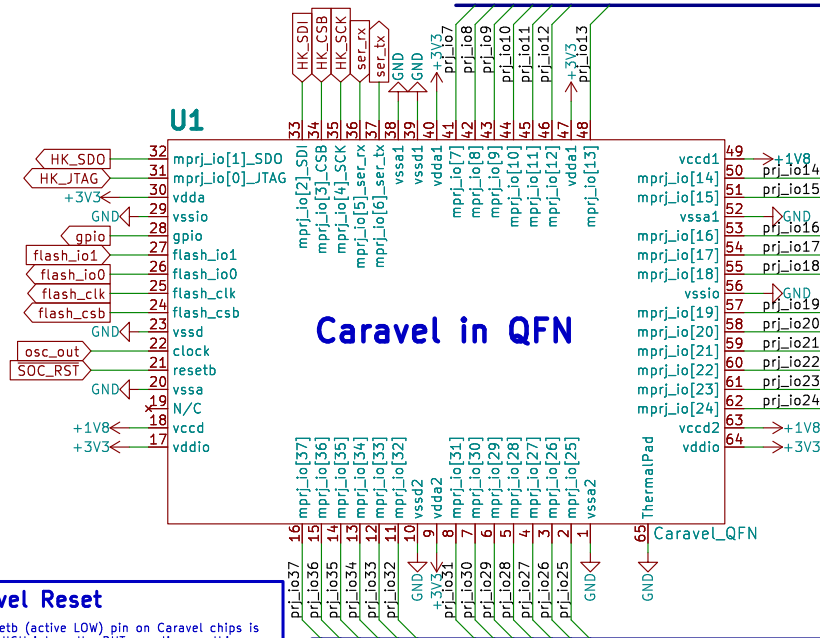 HK_SDI
HK_CSB
HK_SCK
ser_rx
ser_tx
GND
GND
+3V3
prj_io7
prj_io8
prj_io9
prj_io10
prj_io11
prj_io12
+3V3
prj_io13
U1
33
34
35
36
37
38
39
40
41
42
43
44
45
46
47
48
mprj_io[2]_SDI
mprj_io[3]_CSB
mprj_io[4]_SCK
mprj_io[5]_ser_rx
mprj_io[6]_ser_tx
vssa1
vssd1
vdda1
mprj_io[7]
mprj_io[8]
mprj_io[9]
mprj_io[10]
mprj_io[11]
mprj_io[12]
vdda1
mprj_io[13]
HK_SDO 32 mprj_io[1]_SDO
HK_JTAG 31 mprj_io[0]_JTAG
+3V3 30 vdda
GND 29 vssio
gpio 28 gpio
flash_io1 27 flash_io1
flash_io0 26 flash_io0
flash_clk 25 flash_clk
flash_csb 24 flash_csb
GND 23 vssd
osc_out 22 clock
SOC_RST 21 resetb
GND 20 vssa
19 N/C
+1V8 18 vccd
+3V3 17 vddio
Caravel in QFN
vccd1 49 +1V8
mprj_io[14] 50 prj_io14
mprj_io[15] 51 prj_io15
vssa1 52 GND
mprj_io[16] 53 prj_io16
mprj_io[17] 54 prj_io17
mprj_io[18] 55 prj_io18
vssio 56 GND
mprj_io[19] 57 prj_io19
mprj_io[20] 58 prj_io20
mprj_io[21] 59 prj_io21
mprj_io[22] 60 prj_io22
mprj_io[23] 61 prj_io23
mprj_io[24] 62 prj_io24
vccd2 63 +1V8
vddio 64 +3V3
mprj_io[37]
mprj_io[36]
mprj_io[35]
mprj_io[34]
mprj_io[33]
mprj_io[32]
vssd2
vdda2
mprj_io[31]
mprj_io[30]
mprj_io[29]
mprj_io[28]
mprj_io[27]
mprj_io[26]
mprj_io[25]
vssa2
ThermalPad
16
15
14
13
12
11
10
9
8
7
6
5
4
3
2
1
65
Caravel_QFN
prj_io37
prj_io36
prj_io35
prj_io34
prj_io33
prj_io32
GND
+3V3
prj_io31
prj_io30
prj_io29
prj_io28
prj_io27
prj_io26
prj_io25
GND
GND
vel Reset
etb (active LOW) pin on Caravel chips is